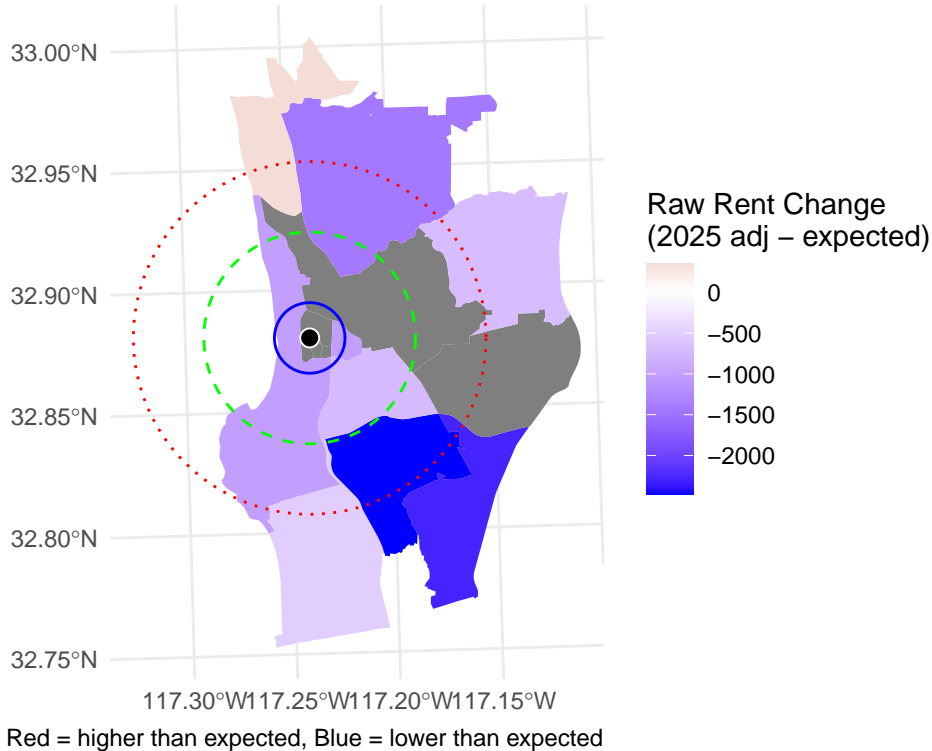 33.00°N
32.95°N
32.90°N
32.85°N
32.80°N
32.75°N
117.30°W117.25°W117.20°W117.15°W
Raw Rent Change
(2025 adj − expected)
0
−500
−1000
−1500
−2000
Red = higher than expected, Blue = lower than expected